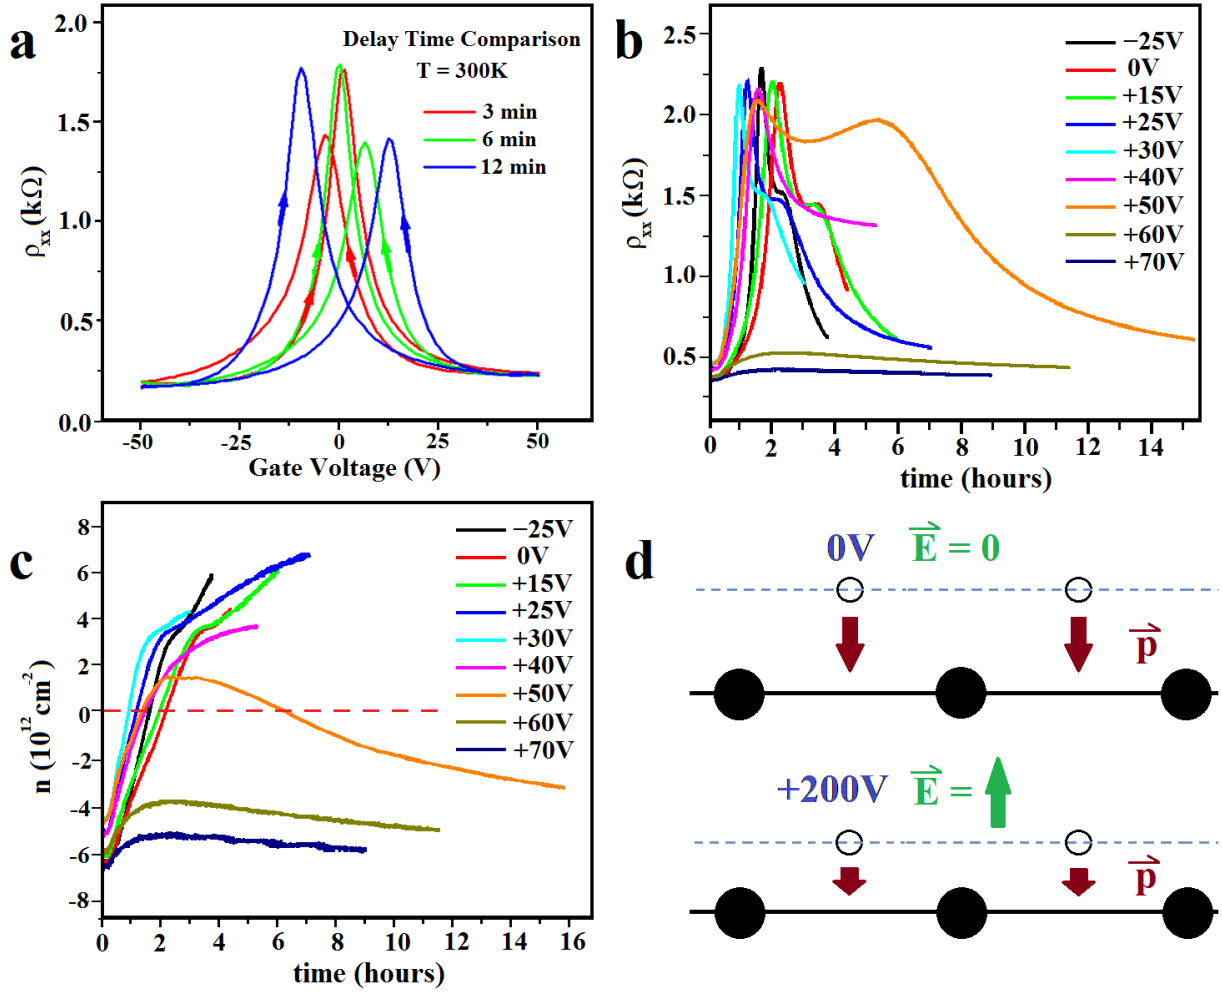 a
Delay Time Comparison
T = 300K
3 min
6 min
12 min
2.0
1.5
1.0
0.5
0.0
ρxx (kΩ)
-50
-25
0
25
50
Gate Voltage (V)
b
−25V
0V
+15V
+25V
+30V
+40V
+50V
+60V
+70V
2.5
2.0
1.5
1.0
0.5
ρxx (kΩ)
0
2
4
6
8
10
12
14
time (hours)
c
−25V
0V
+15V
+25V
+30V
+40V
+50V
+60V
+70V
8
6
4
2
0
-2
-4
-6
-8
n (10¹² cm⁻²)
0
2
4
6
8
10
12
14
16
time (hours)
d
0V E = 0
p
+200V E =
p